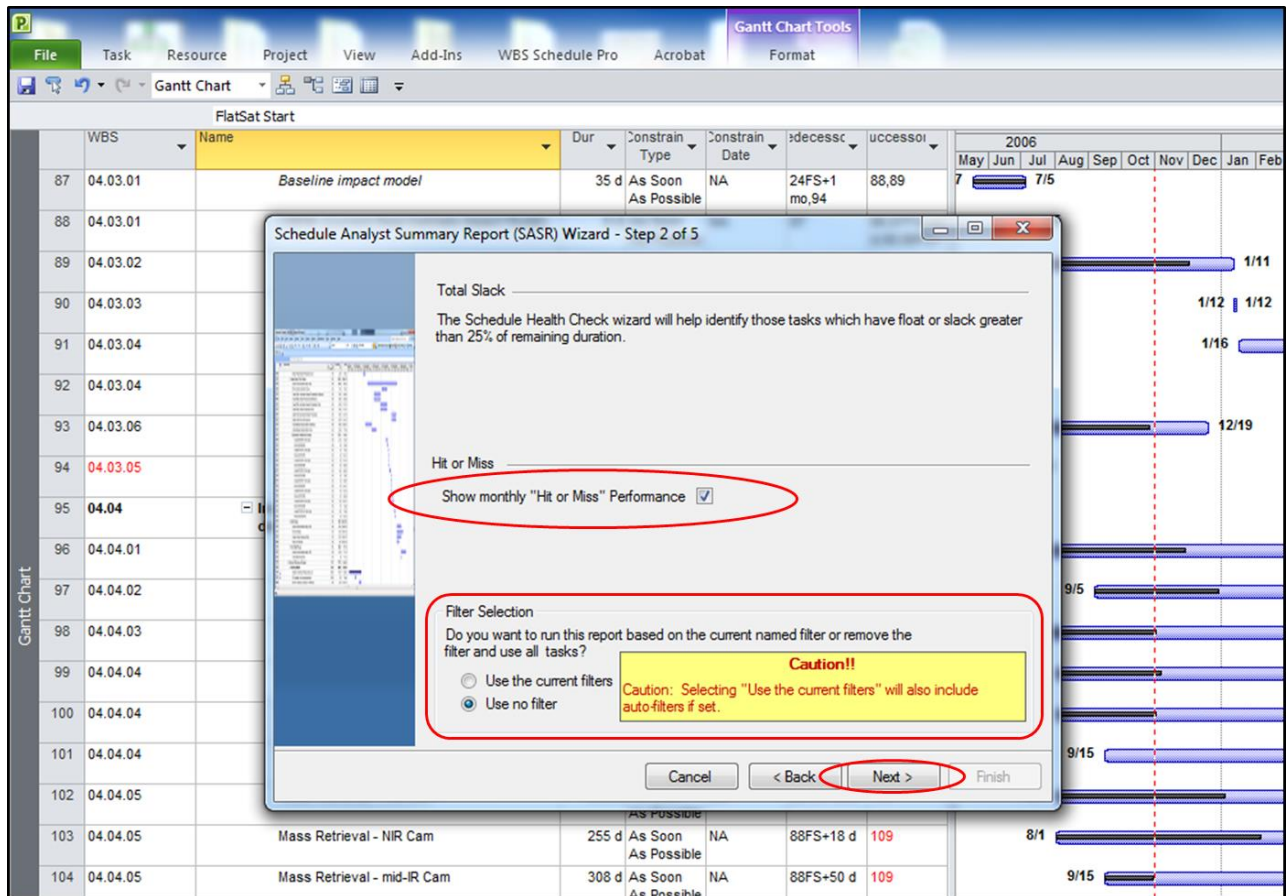 Gantt Chart Tools
File Task Resource Project View Add-Ins WBS Schedule Pro Acrobat Format
Gantt Chart
FlatSat Start
WBS Name Dur Constrain Type Constrain Date edecessc uccessor 2006
May Jun Jul Aug Sep Oct Nov Dec Jan Feb
87 04.03.01 Baseline impact model 35 d As Soon As Possible NA 24FS+1 mo,94 88,89 7 7/5
88 04.03.01
Schedule Analyst Summary Report (SASR) Wizard - Step 2 of 5
89 04.03.02 1/11
90 04.03.03 1/12 1/12
91 04.03.04 1/16
92 04.03.04
93 04.03.06 12/19
94 04.03.05
95 04.04
96 04.04.01
97 04.04.02 9/5
98 04.04.03
99 04.04.04
100 04.04.04
101 04.04.04 9/15
102 04.04.05
Total Slack
The Schedule Health Check wizard will help identify those tasks which have float or slack greater
than 25% of remaining duration.
Hit or Miss
Show monthly "Hit or Miss" Performance
Filter Selection
Do you want to run this report based on the current named filter or remove the
filter and use all tasks?
Use the current filters
Use no filter
Caution!!
Caution: Selecting "Use the current filters" will also include
auto-filters if set.
Cancel < Back Next > Finish
As Possible
103 04.04.05 Mass Retrieval - NIR Cam 255 d As Soon As Possible NA 88FS+18 d 109 8/1
104 04.04.05 Mass Retrieval - mid-IR Cam 308 d As Soon As Possible NA 88FS+50 d 109 9/15
Gantt Chart